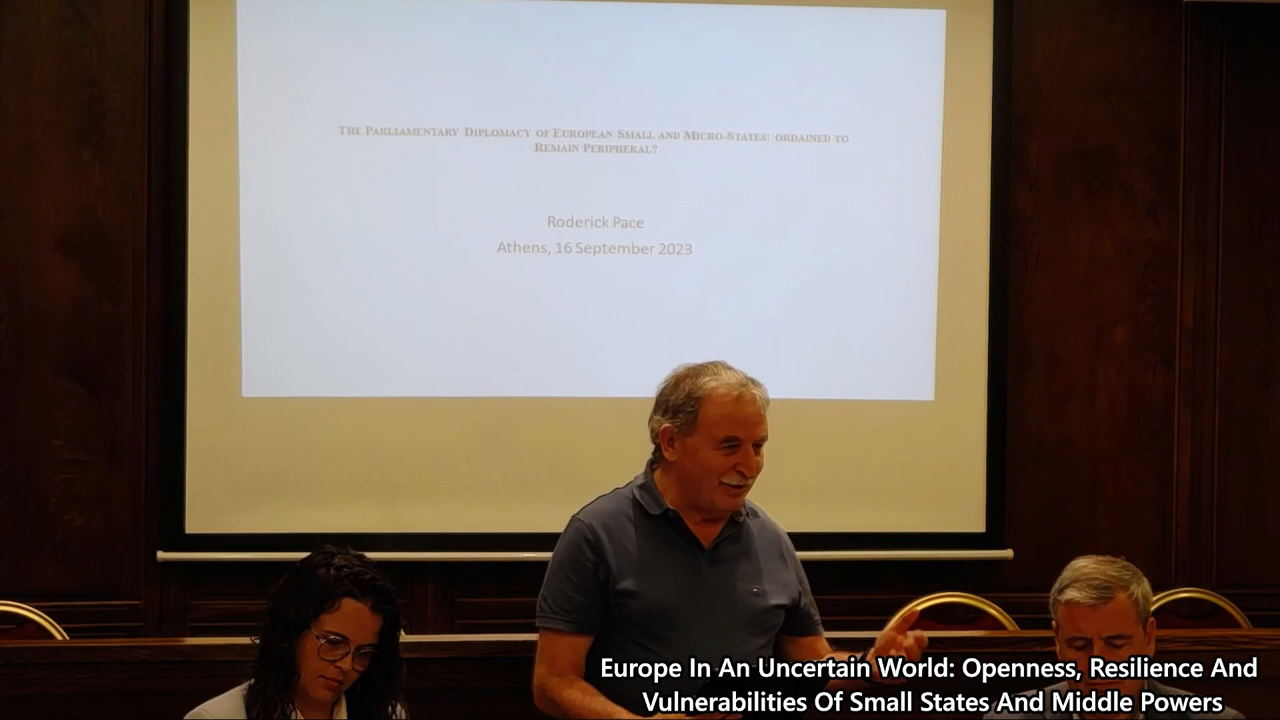 THE PARLIAMENTARY DIPLOMACY OF EUROPEAN SMALL AND MICRO-STATES: ORDAINED TO
REMAIN PERIPHERAL?
Roderick Pace
Athens, 16 September 2023
Europe In An Uncertain World: Openness, Resilience And
Vulnerabilities Of Small States And Middle Powers